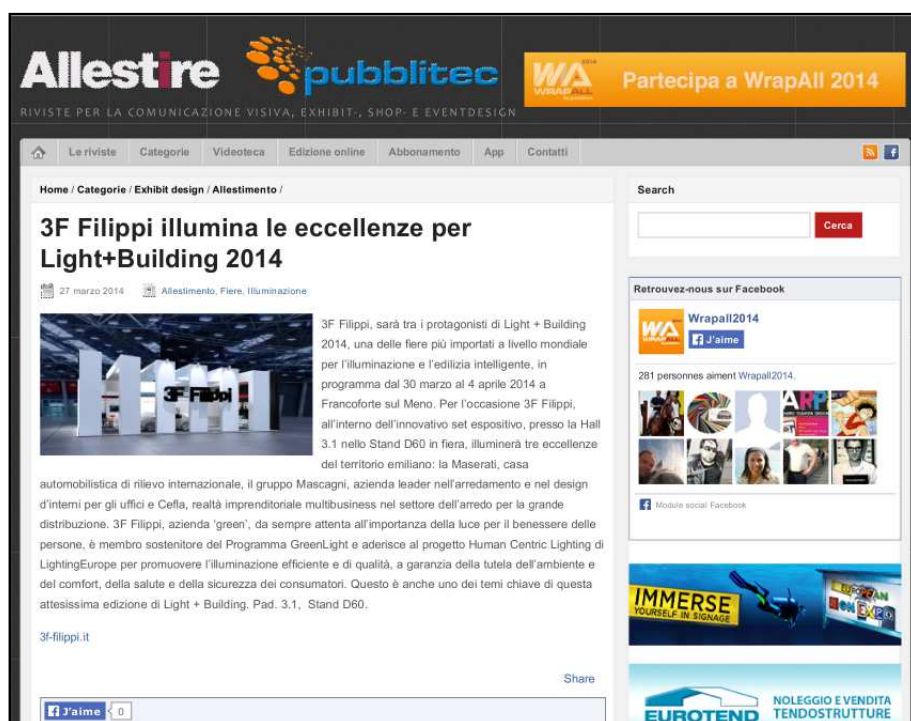 Allestire
pubblitec
RIVISTE PER LA COMUNICAZIONE VISIVA, EXHIBIT-, SHOP- E EVENTDESIGN
2014
WA
WRAPALL
Partecipa a WrapAll 2014
Le riviste Categorie Videoteca Edizione online Abbonamento App Contatti
Home / Categorie / Exhibit design / Allestimento /
3F Filippi illumina le eccellenze per
Light+Building 2014
27 marzo 2014 Allestimento, Fiere, Illuminazione
3F Filippi
3F Filippi, sarà tra i protagonisti di Light + Building
2014, una delle fiere più importati a livello mondiale
per l'illuminazione e l'edilizia intelligente, in
programma dal 30 marzo al 4 aprile 2014 a
Francoforte sul Meno. Per l'occasione 3F Filippi,
all'interno dell'innovativo set espositivo, presso la Hall
3.1 nello Stand D60 in fiera, illuminerà tre eccellenze
del territorio emiliano: la Maserati, casa
automobilistica di rilievo internazionale, il gruppo Mascagni, azienda leader nell'arredamento e nel design
d'interni per gli uffici e Cefla, realtà imprenditoriale multibusiness nel settore dell'arredo per la grande
distribuzione. 3F Filippi, azienda 'green', da sempre attenta all'importanza della luce per il benessere delle
persone, è membro sostenitore del Programma GreenLight e aderisce al progetto Human Centric Lighting di
LightingEurope per promuovere l'illuminazione efficiente e di qualità, a garanzia della tutela dell'ambiente e
del comfort, della salute e della sicurezza dei consumatori. Questo è anche uno dei temi chiave di questa
attesissima edizione di Light + Building. Pad. 3.1, Stand D60.
3f-filippi.it
Share
J'aime 0
Search
Cerca
Retrouvez-nous sur Facebook
WA
WRAPALL
Wrapall2014
J'aime
281 personnes aiment Wrapall2014.
ARP
Module social Facebook
IMMERSE
YOURSELF IN SIGNAGE
EUROPEAN
SIGN EXPO
EUROTEND
NOLEGGIO E VENDITA
TENDOSTRUTTURE